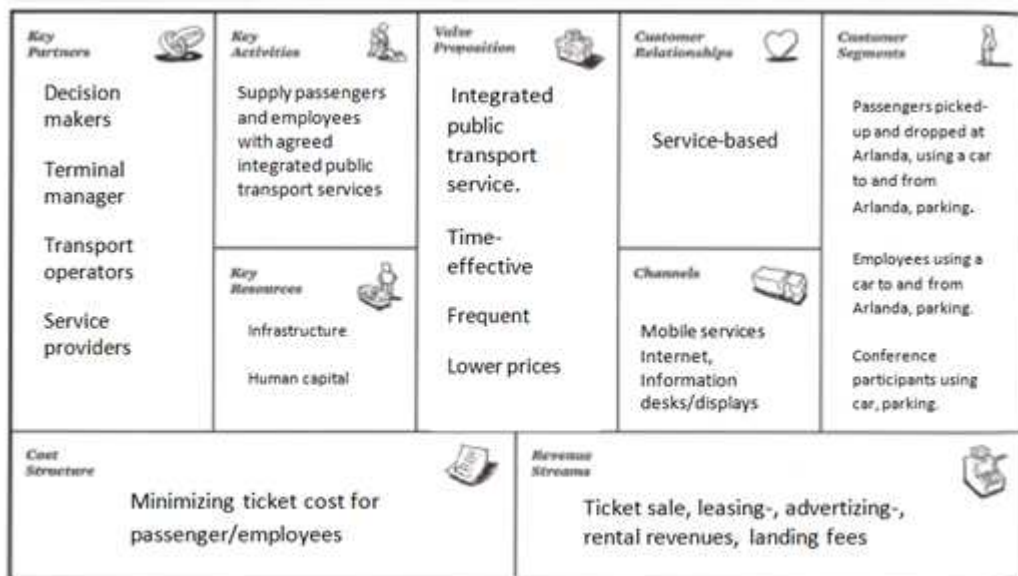 Key
Partners
Decision
makers
Terminal
manager
Transport
operators
Service
providers
Key
Activities
Supply passengers
and employees
with agreed
integrated public
transport services
Key
Resources
Infrastructure
Human capital
Value
Proposition
Integrated
public
transport
service.
Time-
effective
Frequent
Lower prices
Customer
Relationships
Service-based
Channels
Mobile services
Internet,
Information
desks/displays
Customer
Segments
Passengers picked-
up and dropped at
Arlanda, using a car
to and from
Arlanda, parking.
Employees using a
car to and from
Arlanda, parking.
Conference
participants using
car, parking.
Cost
Structure
Minimizing ticket cost for
passenger/employees
Revenue
Streams
Ticket sale, leasing-, advertizing-,
rental revenues, landing fees